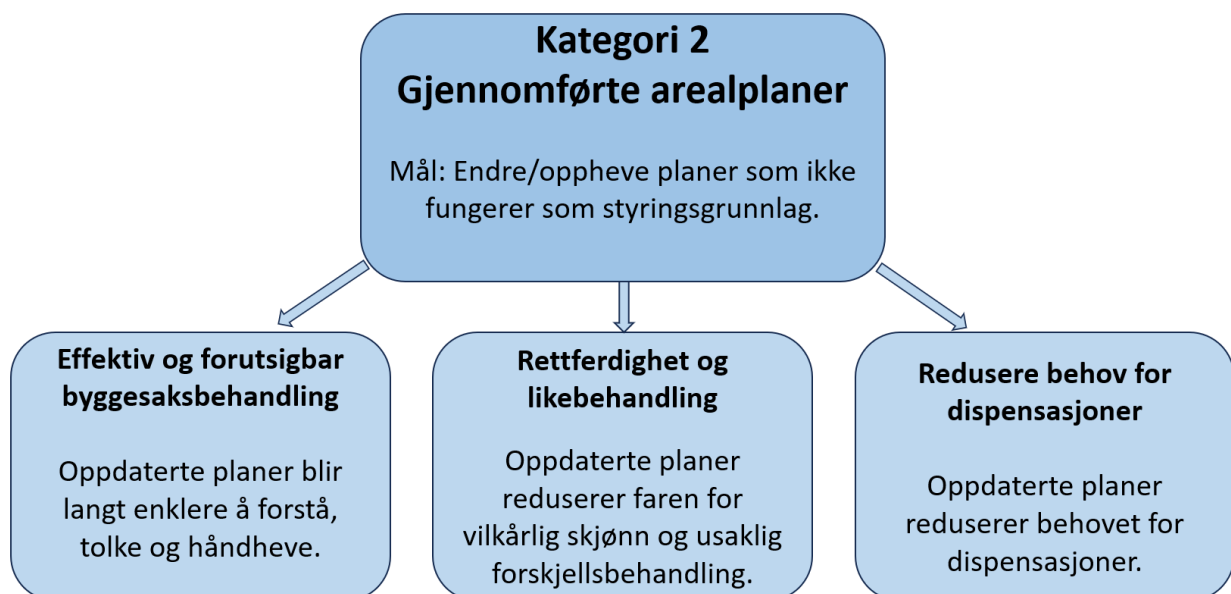 Kategori 2
Gjennomførte arealplaner
Mål: Endre/oppheve planer som ikke
fungerer som styringsgrunnlag.
Effektiv og forutsigbar
byggesaksbehandling
Oppdaterte planer blir
langt enklere å forstå,
tolke og håndheve.
Rettferdighet og
likebehandling
Oppdaterte planer
reduserer faren for
vilkårlig skjønn og usaklig
forskjellsbehandling.
Redusere behov for
dispensasjoner
Oppdaterte planer
reduserer behovet for
dispensasjoner.